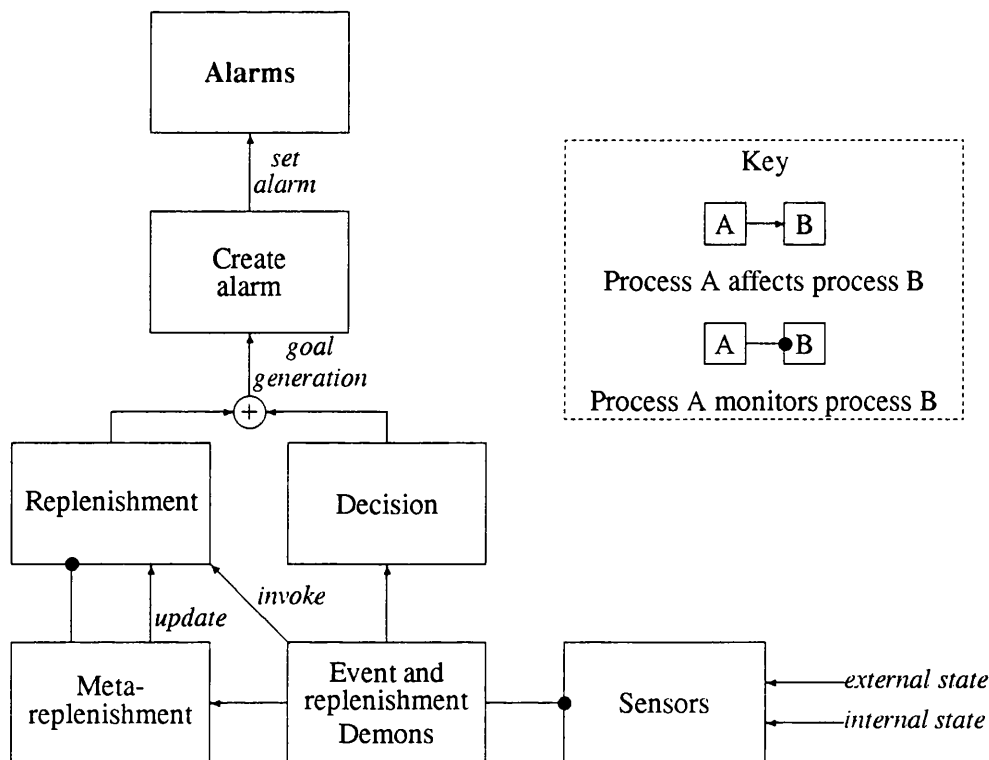 Alarms
set
alarm
Create
alarm
goal
generation
+
Replenishment
Decision
invoke
update
Meta-
replenishment
Event and
replenishment
Demons
Sensors
external state
internal state
Key
A
B
Process A affects process B
A
B
Process A monitors process B